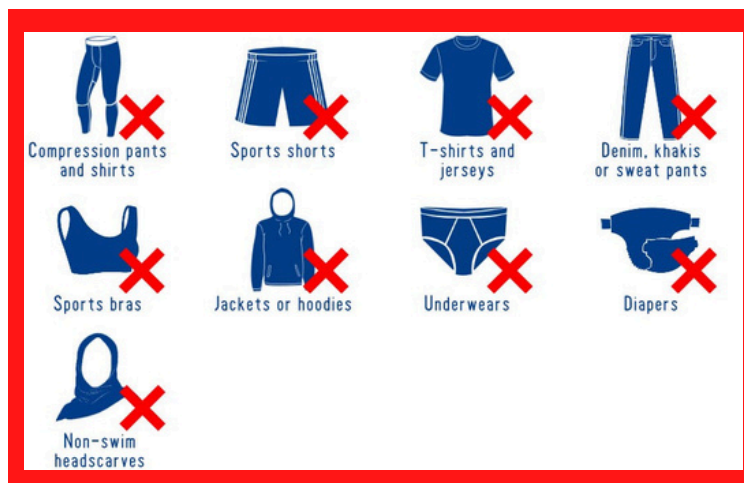 Compression pants
and shirts
Sports shorts
T-shirts and
jerseys
Denim, khakis
or sweat pants
Sports bras
Jackets or hoodies
Underwears
Diapers
Non-swim
headscarves